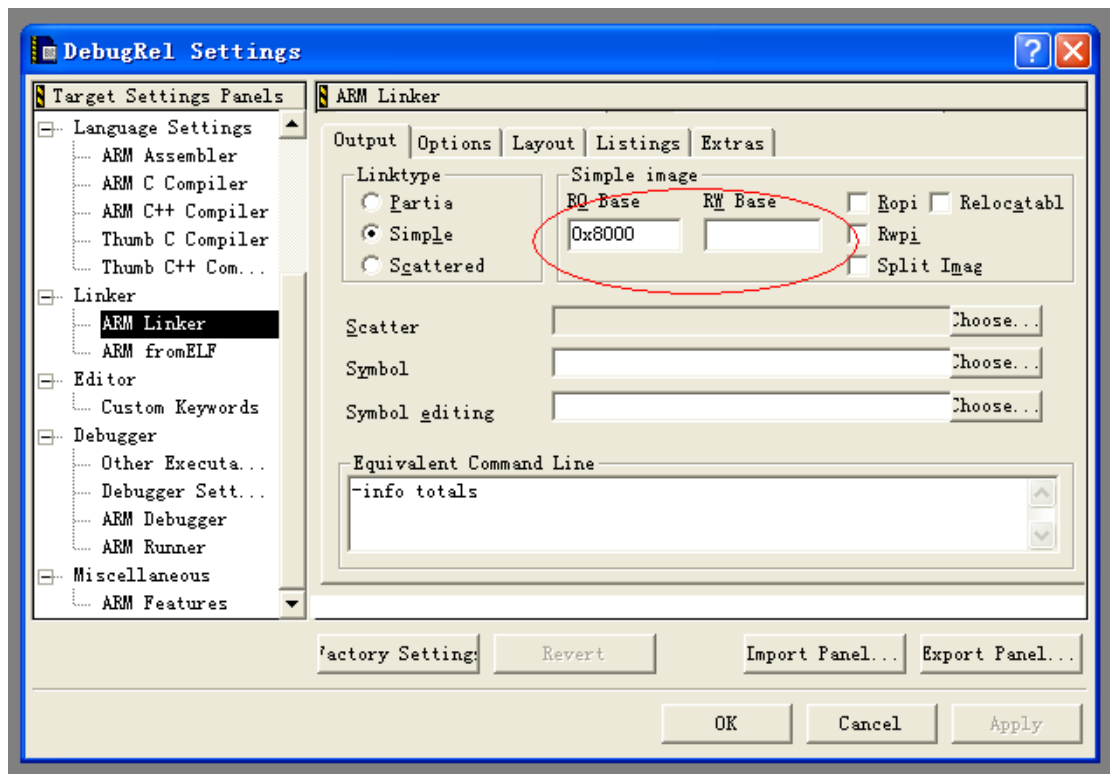 DebugRel Settings
Target Settings Panels
Language Settings
ARM Assembler
ARM C Compiler
ARM C++ Compiler
Thumb C Compiler
Thumb C++ Com...
Linker
ARM Linker
ARM fromELF
Editor
Custom Keywords
Debugger
Other Executa...
Debugger Sett...
ARM Debugger
ARM Runner
Miscellaneous
ARM Features
ARM Linker
Output Options Layout Listings Extras
Linktype
Partia
Simple
Scattered
Simple image
RO Base RW Base
0x8000
Ropi Relocatabl
Rwpi
Split Imag
Scatter Choose...
Symbol Choose...
Symbol editing Choose...
Equivalent Command Line
-info totals
Factory Settings Revert Import Panel... Export Panel...
OK Cancel Apply